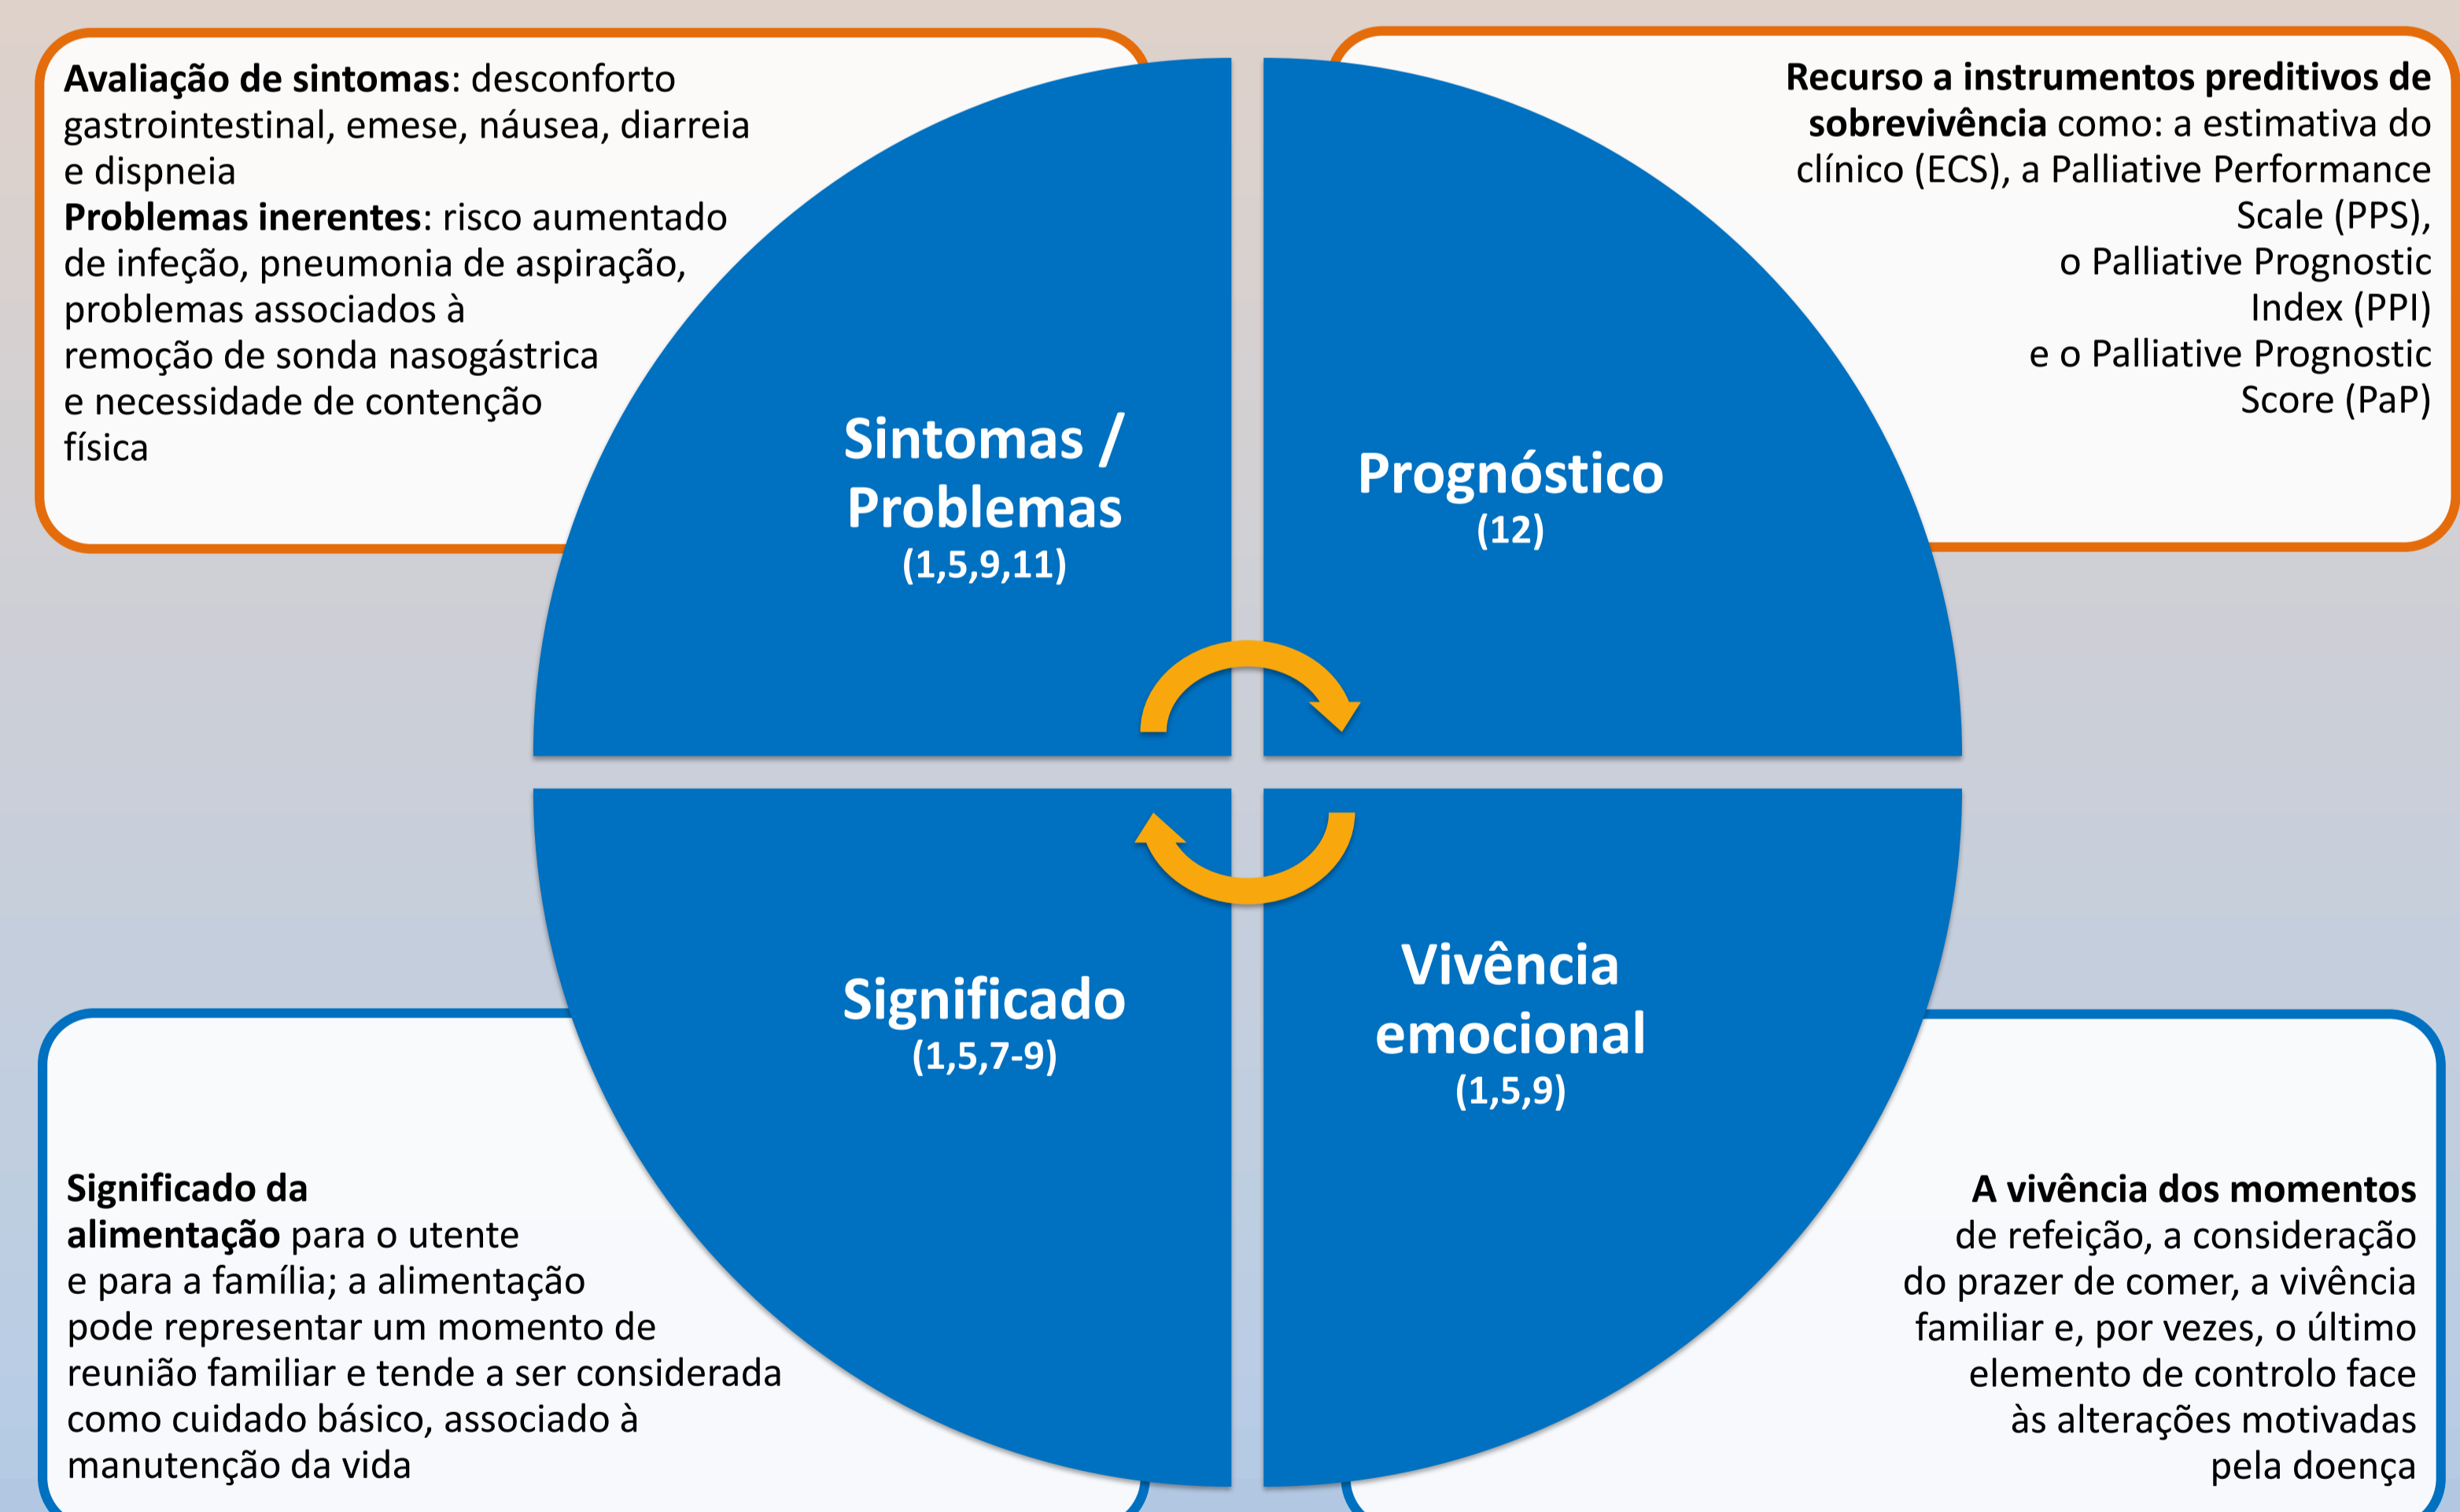 Avaliação de sintomas: desconforto
gastrointestinal, emese, náusea, diarreia
e dispneia
Problemas inerentes: risco aumentado
de infeção, pneumonia de aspiração,
problemas associados à
remoção de sonda nasogástrica
e necessidade de contenção
física
Recurso a instrumentos preditivos de
sobrevivência como: a estimativa do
clínico (ECS), a Palliative Performance
Scale (PPS),
o Palliative Prognostic
Index (PPI)
e o Palliative Prognostic
Score (PaP)
Sintomas /
Problemas
(1,5,9,11)
Prognóstico
(12)
Significado
(1,5,7-9)
Vivência
emocional
(1,5,9)
Significado da
alimentação para o utente
e para a família; a alimentação
pode representar um momento de
reunião familiar e tende a ser considerada
como cuidado básico, associado à
manutenção da vida
A vivência dos momentos
de refeição, a consideração
do prazer de comer, a vivência
familiar e, por vezes, o último
elemento de controlo face
às alterações motivadas
pela doença